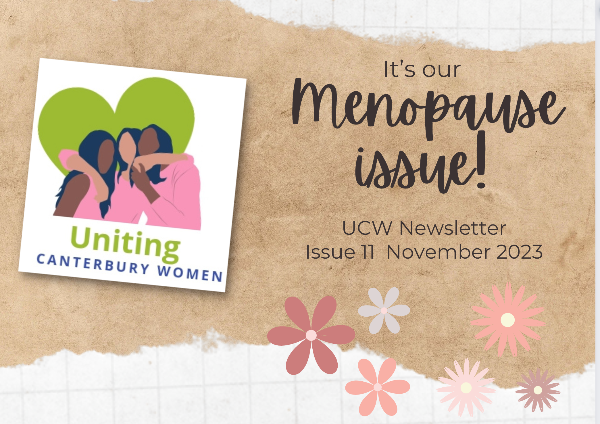 Uniting
CANTERBURY WOMEN
It's our
Menopause
issue!
UCW Newsletter
Issue 11 November 2023